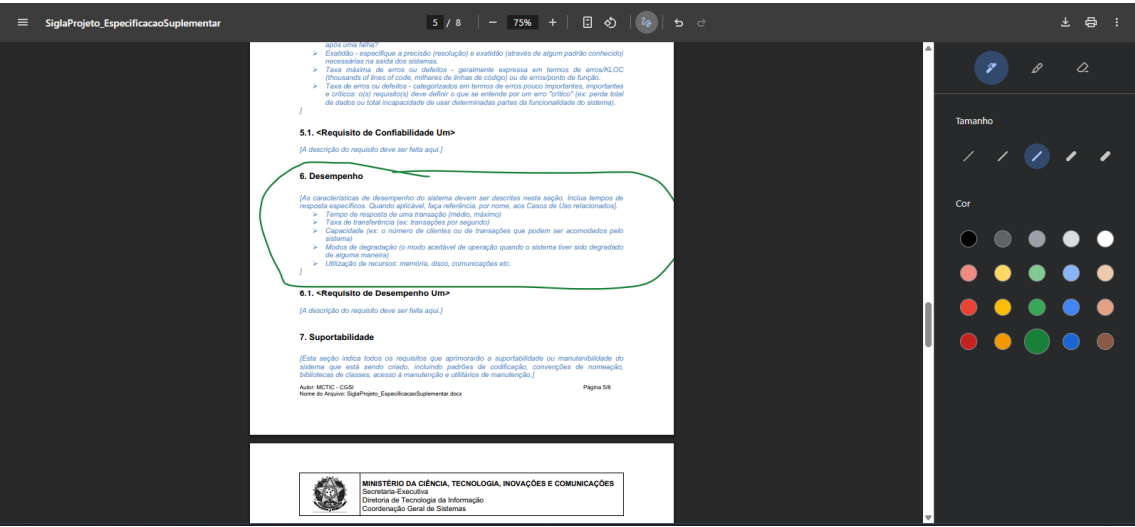 SiglaProjeto_EspecificacaoSuplementar
5 / 8
75%
após uma falha?
➢ Exatidão - especifique a precisão (resolução) e exatidão (através de algum padrão conhecido)
necessárias na saída dos sistemas.
➢ Taxa máxima de erros ou defeitos - geralmente expressa em termos de erros/KLOC
(thousands of lines of code, milhares de linhas de código) ou de erros/ponto de função.
➢ Taxa de erros ou defeitos - categorizados em termos de erros pouco importantes, importantes
e críticos: o(s) requisito(s) deve definir o que se entende por um erro "crítico" (ex: perda total
de dados ou total incapacidade de usar determinadas partes da funcionalidade do sistema).
]
5.1. <Requisito de Confiabilidade Um>
[A descrição do requisito deve ser feita aqui.]
6. Desempenho
[As características de desempenho do sistema devem ser descritas nesta seção. Inclua tempos de
resposta específicos. Quando aplicável, faça referência, por nome, aos Casos de Uso relacionados].
➢ Tempo de resposta de uma transação (médio, máximo)
➢ Taxa de transferência (ex: transações por segundo)
➢ Capacidade (ex: o número de clientes ou de transações que podem ser acomodados pelo
sistema)
➢ Modos de degradação (o modo aceitável de operação quando o sistema tiver sido degradado
de alguma maneira)
➢ Utilização de recursos: memória, disco, comunicações etc.
]
6.1. <Requisito de Desempenho Um>
[A descrição do requisito deve ser feita aqui.]
7. Suportabilidade
[Esta seção indica todos os requisitos que aprimorarão a suportabilidade ou manutenibilidade do
sistema que está sendo criado, incluindo padrões de codificação, convenções de nomeação,
bibliotecas de classes, acesso à manutenção e utilitários de manutenção.]
Autor: MCTIC - CGSI Página 5/8
Nome do Arquivo: SiglaProjeto_EspecificacaoSuplementar.docx
MINISTÉRIO DA CIÊNCIA, TECNOLOGIA, INOVAÇÕES E COMUNICAÇÕES
Secretaria-Executiva
Diretoria de Tecnologia da Informação
Coordenação Geral de Sistemas
Tamanho
Cor